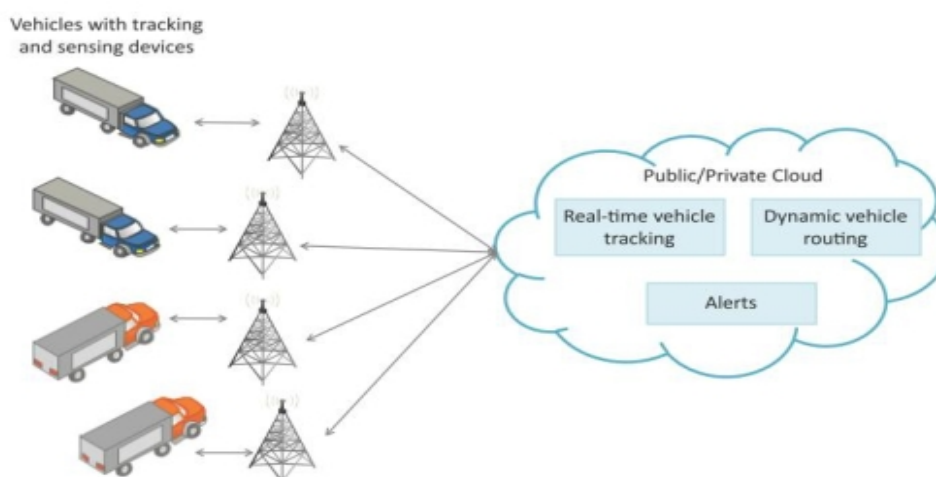 Vehicles with tracking
and sensing devices
Public/Private Cloud
Real-time vehicle
tracking
Dynamic vehicle
routing
Alerts